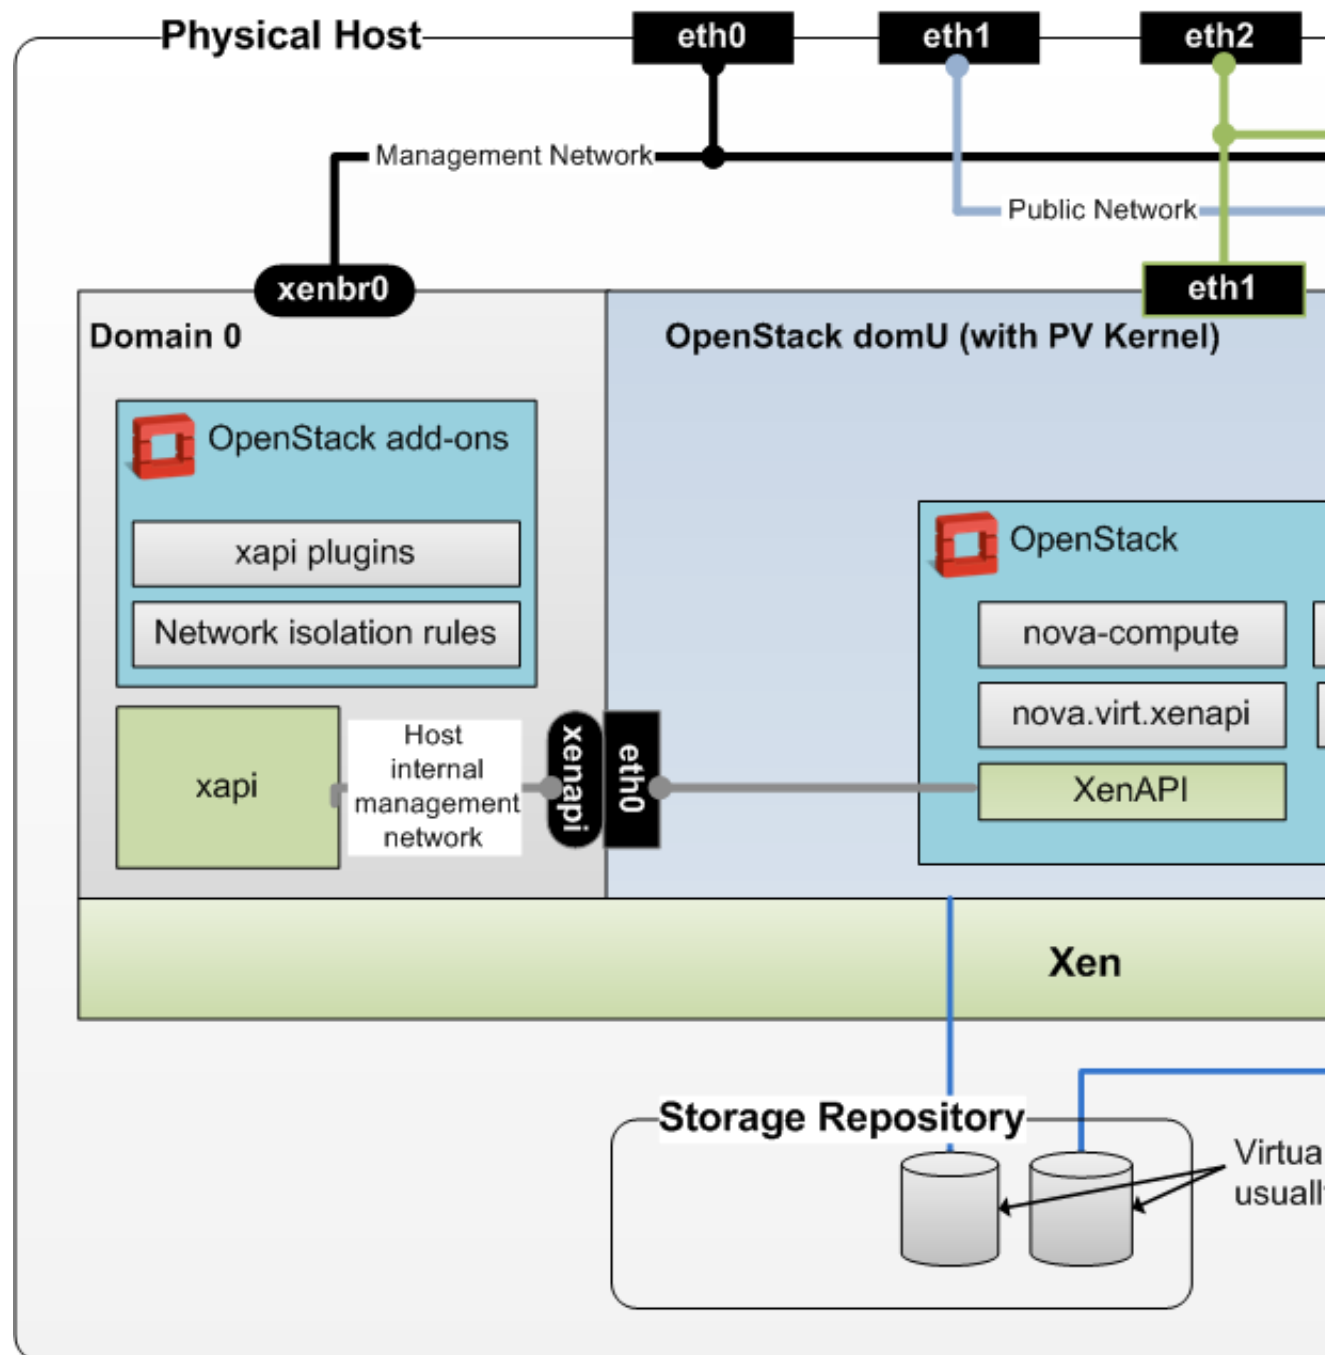 Physical Host
eth0
eth1
eth2
Management Network
Public Network
xenbr0
eth1
Domain 0
OpenStack domU (with PV Kernel)
OpenStack add-ons
xapi plugins
Network isolation rules
OpenStack
nova-compute
nova.virt.xenapi
XenAPI
xapi
Host
internal
management
network
xenapi
eth0
Xen
Storage Repository
Virtua
usuall